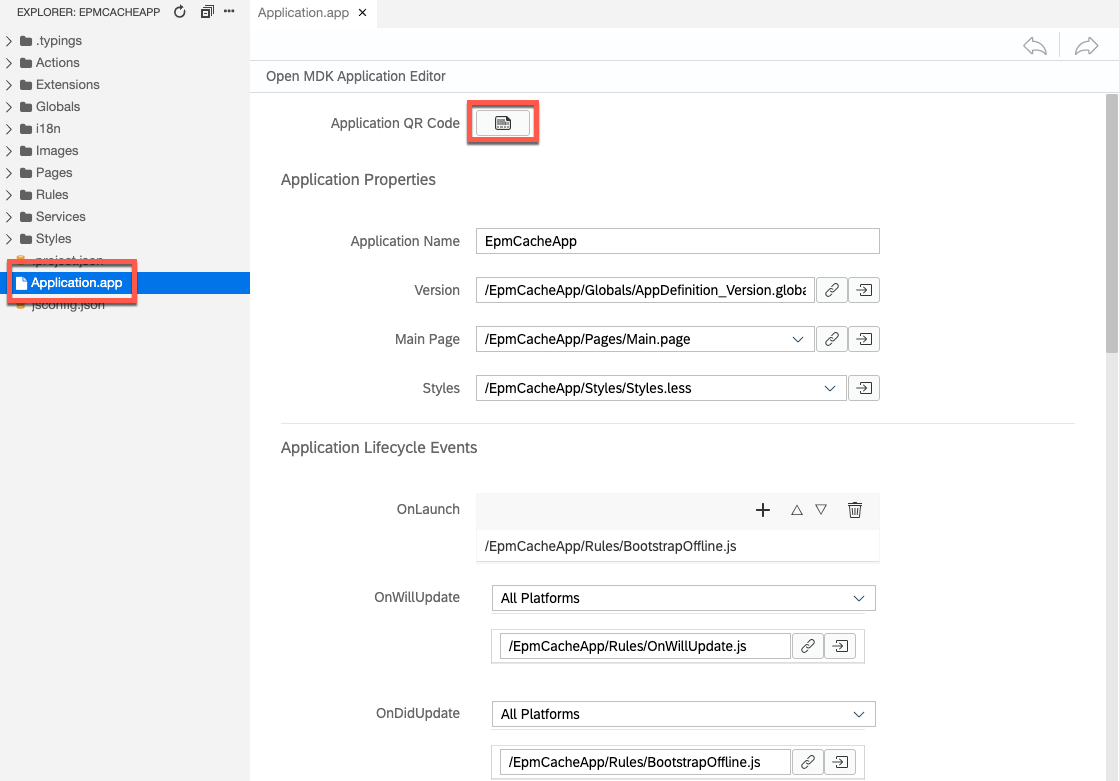 EXPLORER: EPMCACHEAPP
.typings
Actions
Extensions
Globals
i18n
Images
Pages
Rules
Services
Styles
.project.json
Application.app
jsconfig.json
Application.app
Open MDK Application Editor
Application QR Code
Application Properties
Application Name EpmCacheApp
Version /EpmCacheApp/Globals/AppDefinition_Version.globa
Main Page /EpmCacheApp/Pages/Main.page
Styles /EpmCacheApp/Styles/Styles.less
Application Lifecycle Events
OnLaunch
/EpmCacheApp/Rules/BootstrapOffline.js
OnWillUpdate All Platforms
/EpmCacheApp/Rules/OnWillUpdate.js
OnDidUpdate All Platforms
/EpmCacheApp/Rules/BootstrapOffline.js